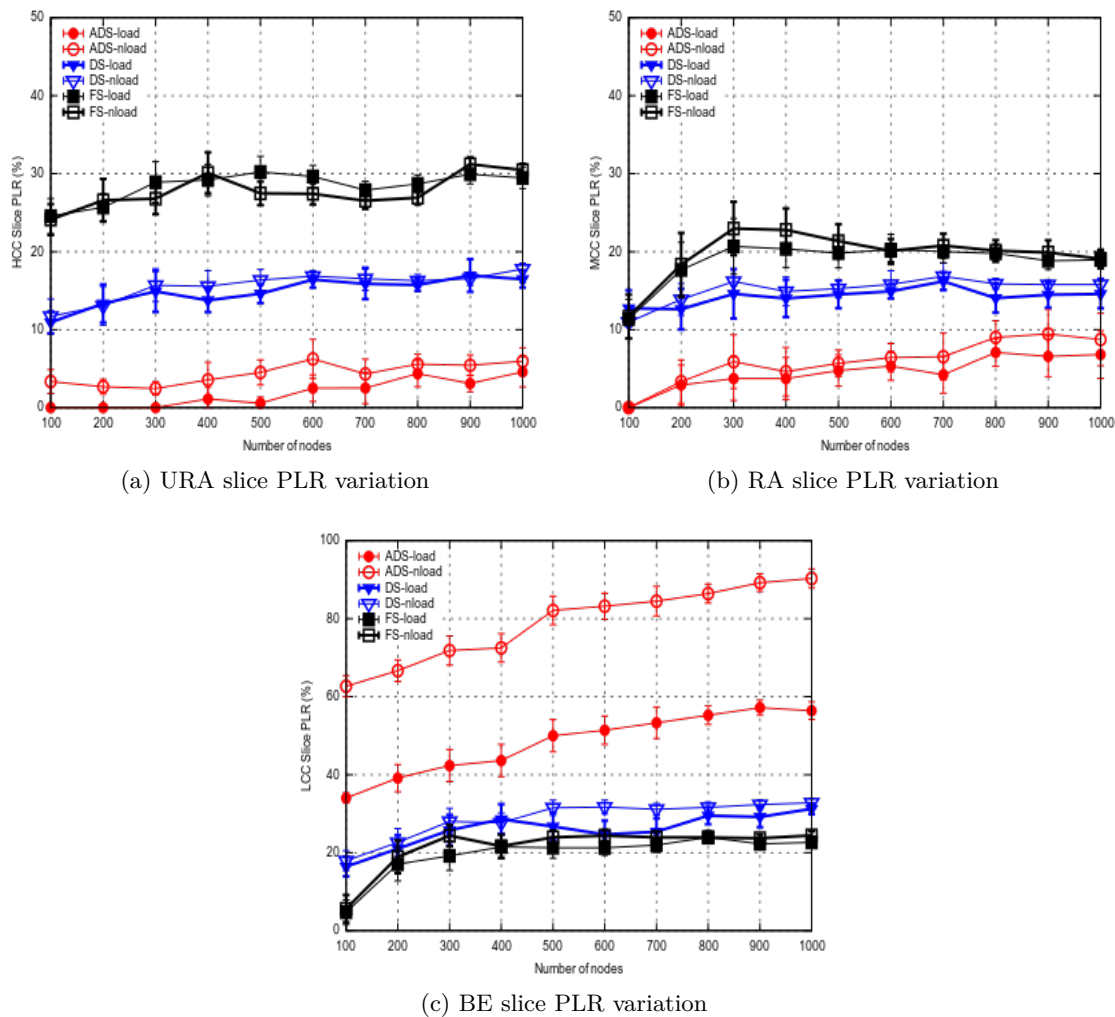 50
40
30
20
10
0
HCC Slice PLR (%)
ADS-load
ADS-nload
DS-load
DS-nload
FS-load
FS-nload
100 200 300 400 500 600 700 800 900 1000
Number of nodes
(a) URA slice PLR variation
50
40
30
20
10
0
MCC Slice PLR (%)
ADS-load
ADS-nload
DS-load
DS-nload
FS-load
FS-nload
100 200 300 400 500 600 700 800 900 1000
Number of nodes
(b) RA slice PLR variation
100
80
60
40
20
0
LCC Slice PLR (%)
ADS-load
ADS-nload
DS-load
DS-nload
FS-load
FS-nload
100 200 300 400 500 600 700 800 900 1000
Number of nodes
(c) BE slice PLR variation